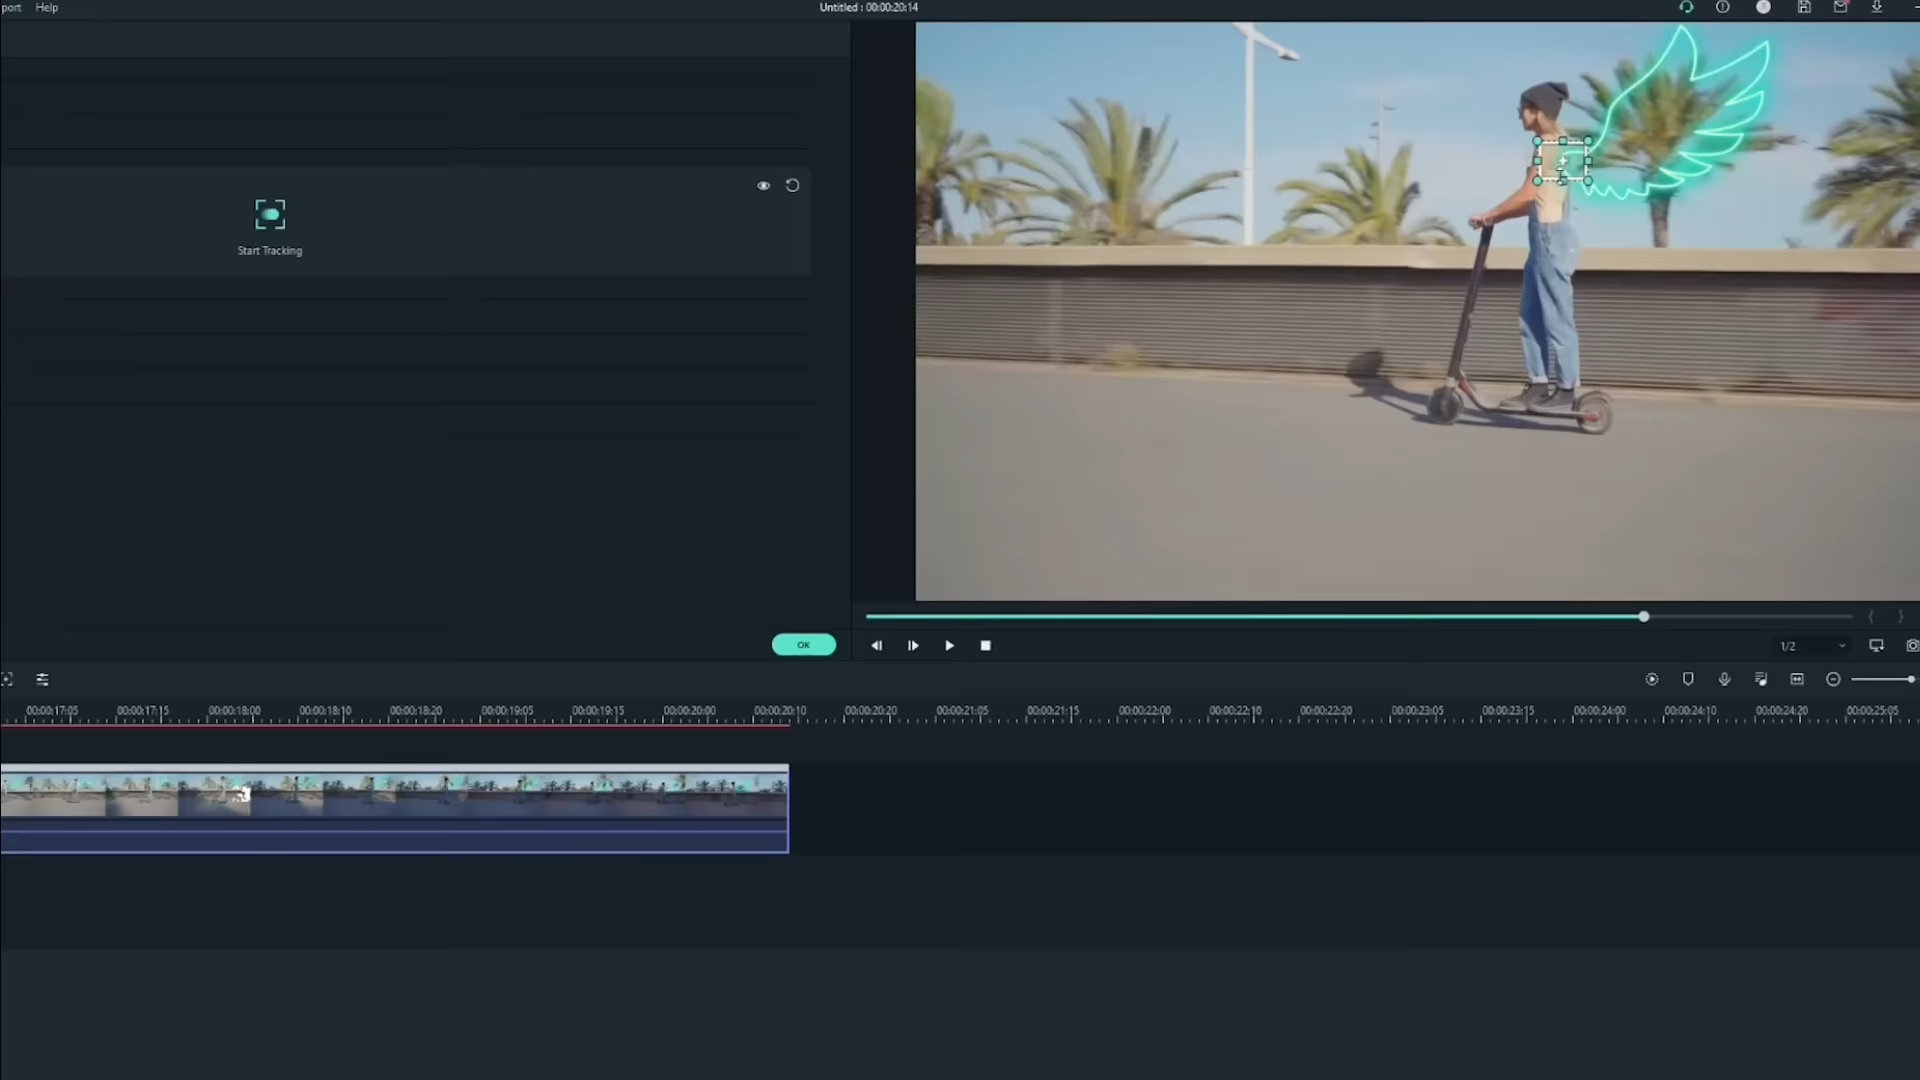 port Help
Untitled : 00:00:20:14
Start Tracking
OK
1/2
00:00:17:05 00:00:17:15 00:00:18:00 00:00:18:10 00:00:18:20 00:00:19:05 00:00:19:15 00:00:20:00 00:00:20:10 00:00:20:20 00:00:21:05 00:00:21:15 00:00:22:00 00:00:22:10 00:00:22:20 00:00:23:05 00:00:23:15 00:00:24:00 00:00:24:10 00:00:24:20 00:00:25:05